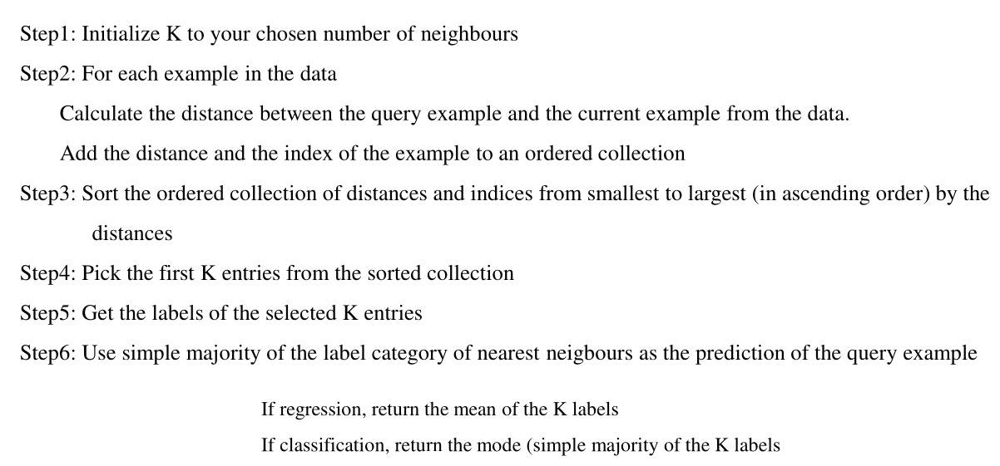 Step1: Initialize K to your chosen number of neighbours
Step2: For each example in the data
Calculate the distance between the query example and the current example from the data.
Add the distance and the index of the example to an ordered collection
Step3: Sort the ordered collection of distances and indices from smallest to largest (in ascending order) by the
distances
Step4: Pick the first K entries from the sorted collection
Step5: Get the labels of the selected K entries
Step6: Use simple majority of the label category of nearest neigbours as the prediction of the query example
If regression, return the mean of the K labels
If classification, return the mode (simple majority of the K labels